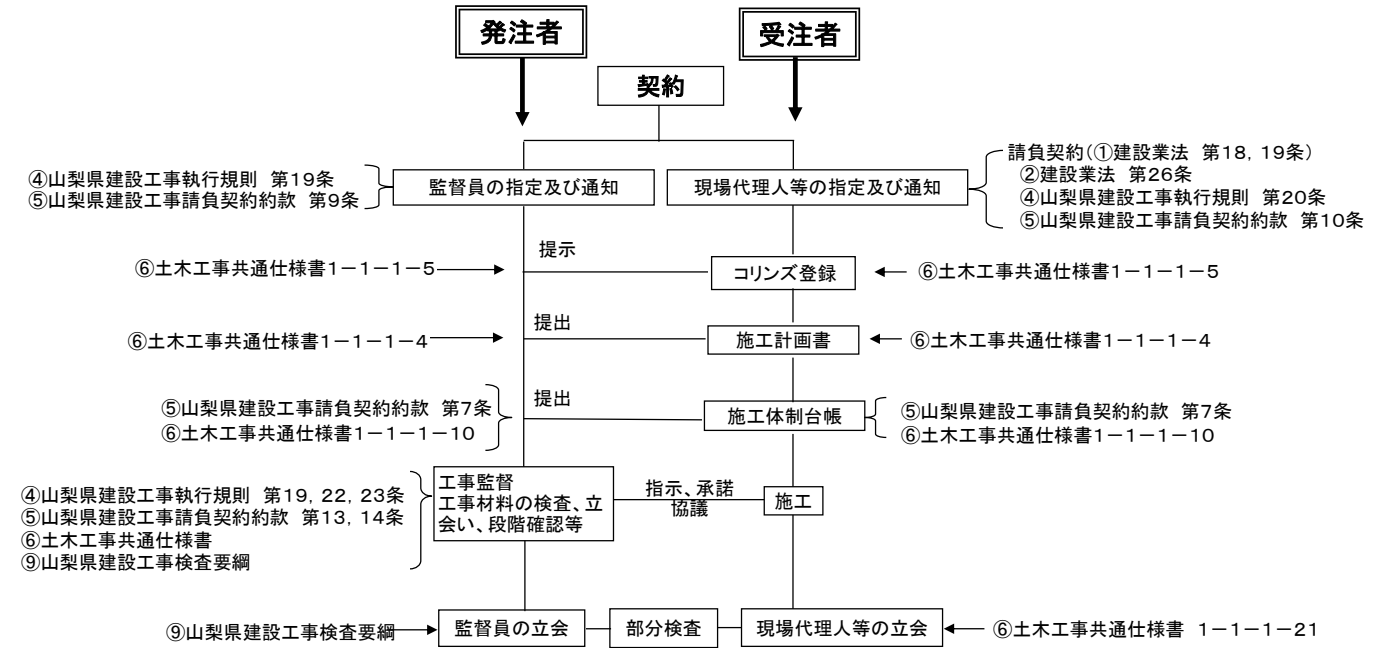 発注者
受注者
契約
④山梨県建設工事執行規則 第19条
⑤山梨県建設工事請負契約約款 第9条
監督員の指定及び通知
現場代理人等の指定及び通知
請負契約(①建設業法 第18,19条)
②建設業法 第26条
④山梨県建設工事執行規則 第20条
⑤山梨県建設工事請負契約約款 第10条
⑥土木工事共通仕様書1-1-1-5
提示
コリンズ登録
⑥土木工事共通仕様書1-1-1-5
⑥土木工事共通仕様書1-1-1-4
提出
施工計画書
⑥土木工事共通仕様書1-1-1-4
⑤山梨県建設工事請負契約約款 第7条
⑥土木工事共通仕様書1-1-1-10
提出
施工体制台帳
⑤山梨県建設工事請負契約約款 第7条
⑥土木工事共通仕様書1-1-1-10
④山梨県建設工事執行規則 第19,22,23条
⑤山梨県建設工事請負契約約款 第13,14条
⑥土木工事共通仕様書
⑨山梨県建設工事検査要綱
工事監督
工事材料の検査、立
会い、段階確認等
指示、承諾
協議
施工
⑨山梨県建設工事検査要綱
監督員の立会
部分検査
現場代理人等の立会
⑥土木工事共通仕様書 1-1-1-21